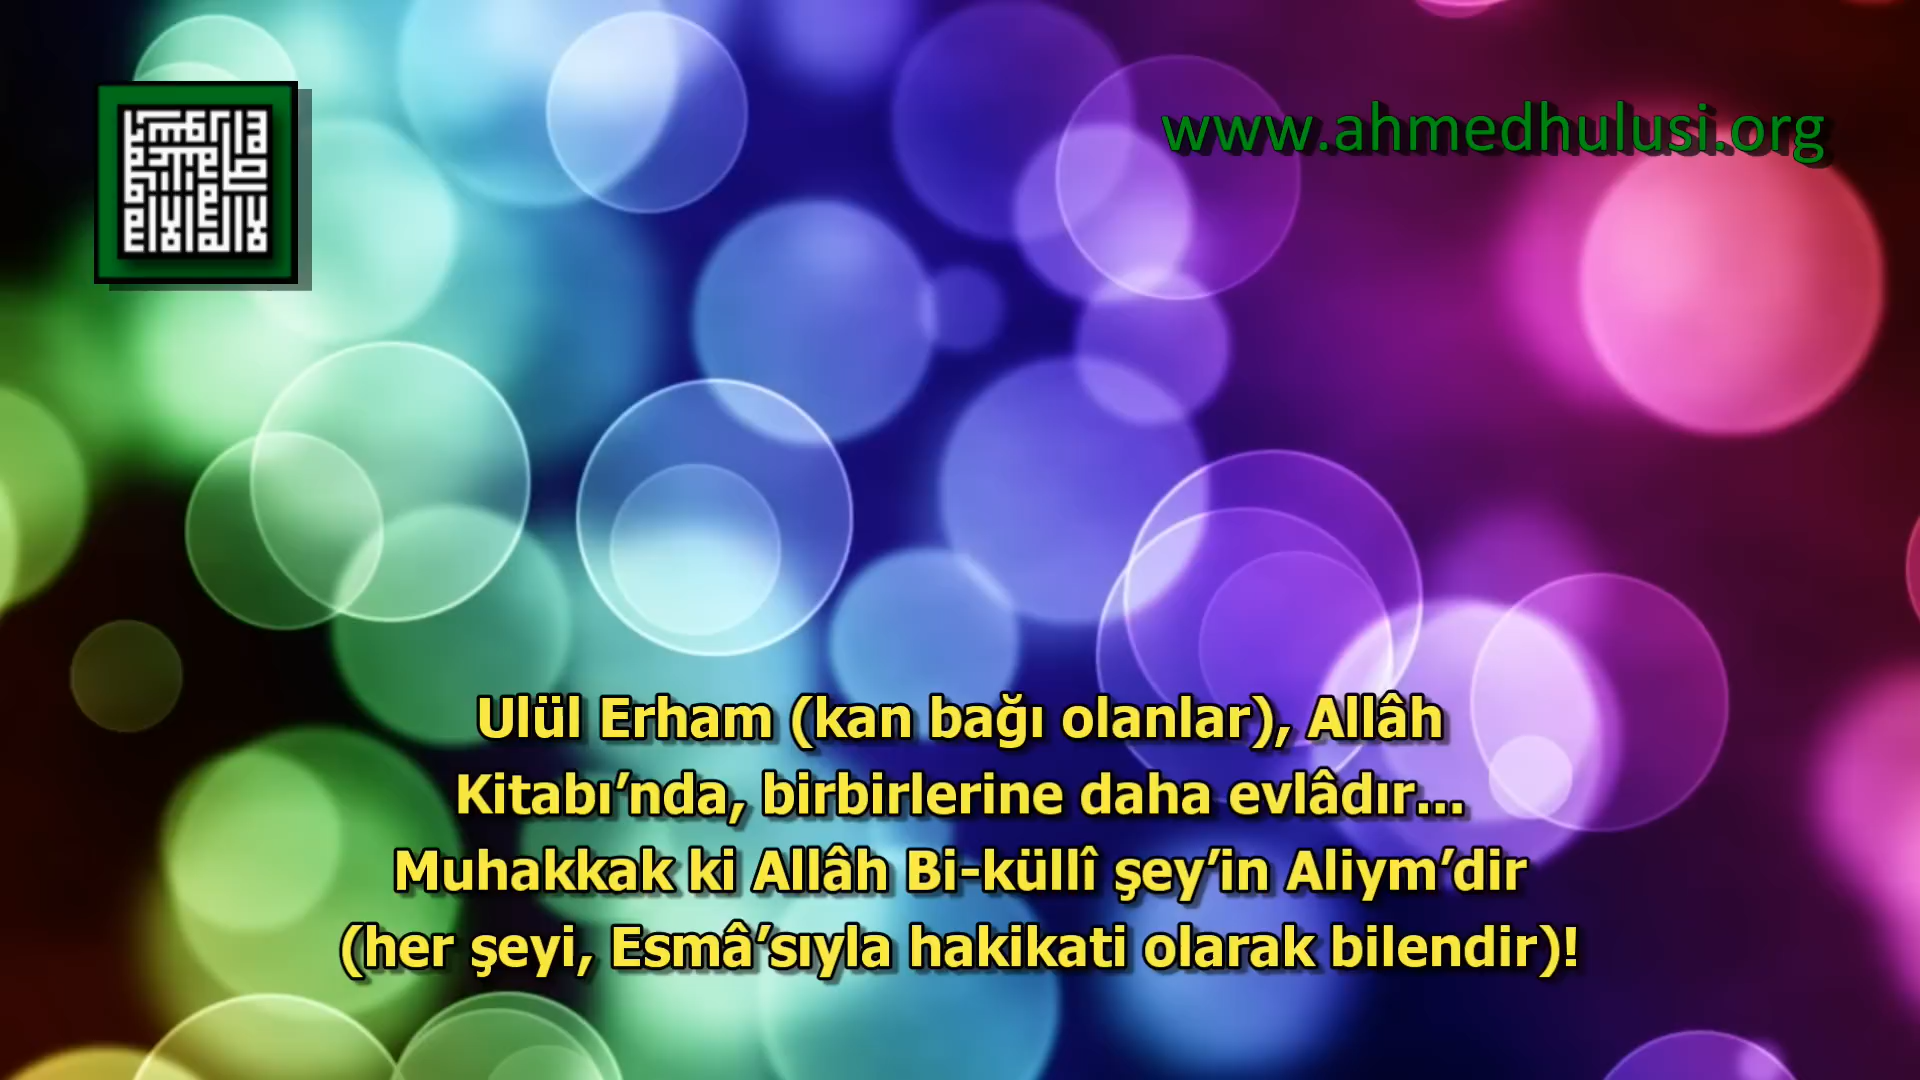 www.ahmedhulusi.org
Ulül Erham (kan bağı olanlar), Allâh
Kitabı’nda, birbirlerine daha evlâdır...
Muhakkak ki Allâh Bi-küllî şey’in Aliym’dir
(her şeyi, Esmâ’sıyla hakikati olarak bilendir)!